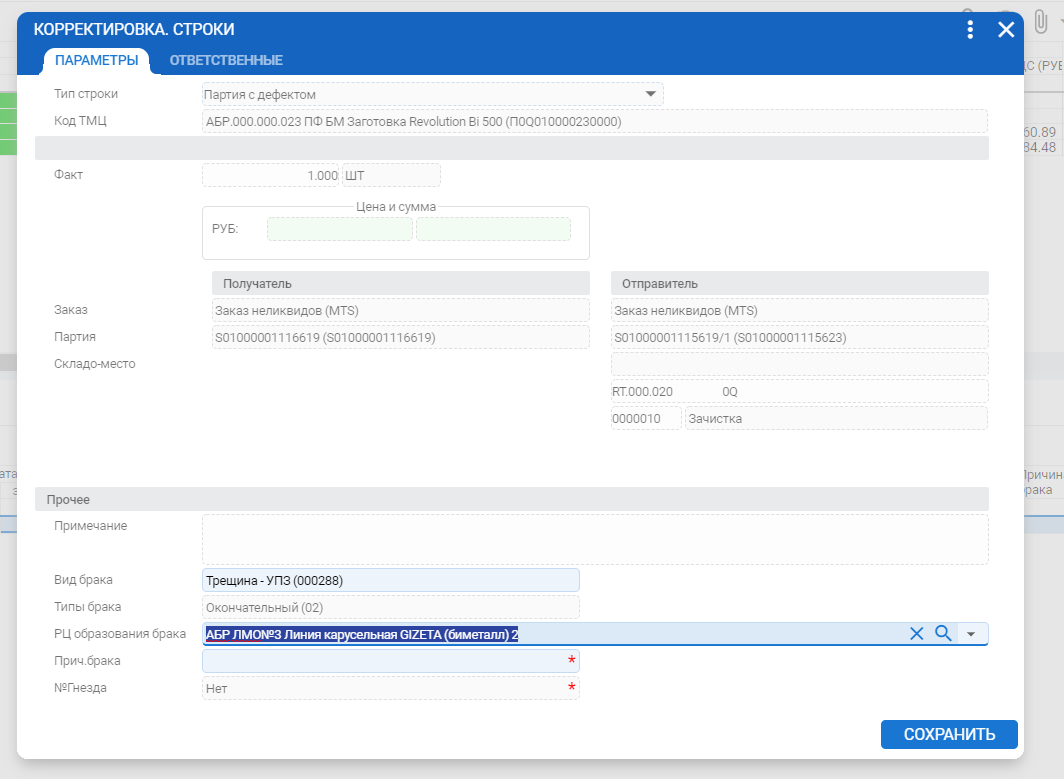 КОРРЕКТИРОВКА. СТРОКИ
ПАРАМЕТРЫ ОТВЕТСТВЕННЫЕ
Тип строки Партия с дефектом
Код ТМЦ АБР.000.000.023 ПФ БМ Заготовка Revolution Bi 500 (П0Q010000230000)
60.89
84.48
Факт 1.000 ШТ
Цена и сумма
РУБ:
Получатель Отправитель
Заказ Заказ неликвидов (MTS) Заказ неликвидов (MTS)
Партия S01000001116619 (S01000001116619) S01000001115619/1 (S01000001115623)
Складо-место
RT.000.020 0Q
0000010 Зачистка
Прочее
Примечание
Вид брака Трещина - УПЗ (000288)
Типы брака Окончательный (02)
РЦ образования брака АБР ЛМО№3 Линия карусельная GIZETA (биметалл) 2
Прич.брака *
№Гнезда Нет *
СОХРАНИТЬ